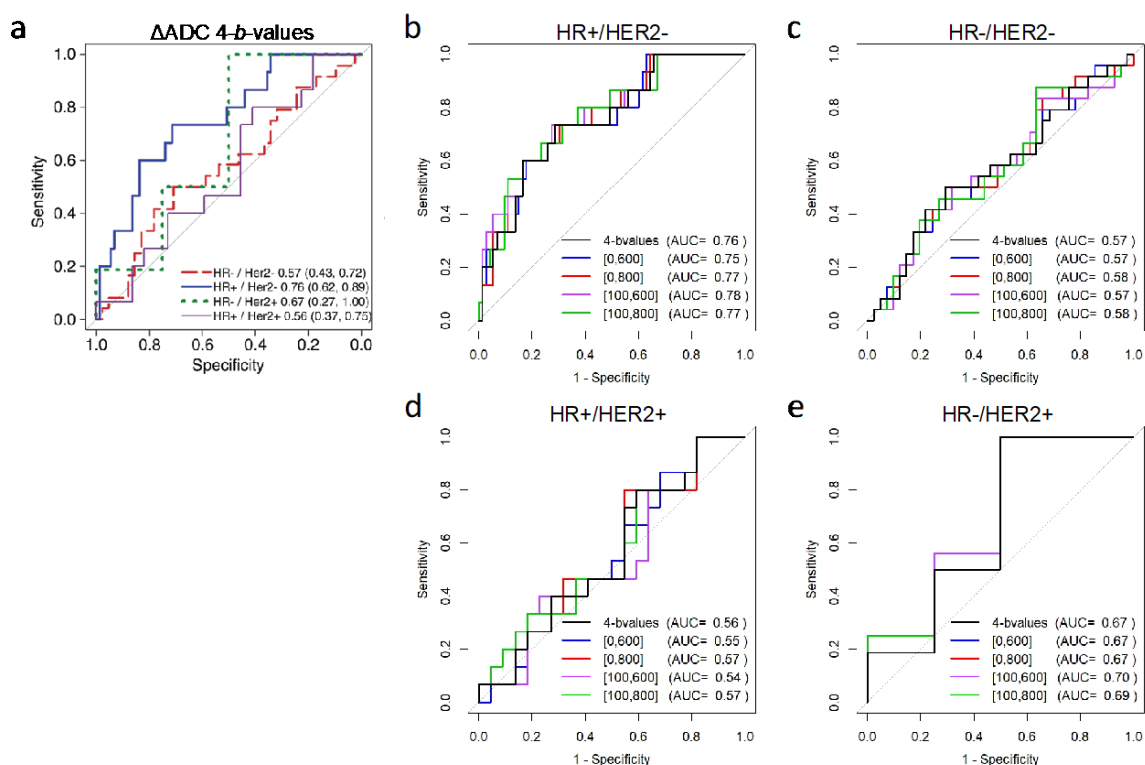 a
ΔADC 4-b-values
1.0
0.8
0.6
0.4
0.2
0.0
Sensitivity
HR- / Her2- 0.57 (0.43, 0.72)
HR+ / Her2- 0.76 (0.62, 0.89)
HR- / Her2+ 0.67 (0.27, 1.00)
HR+ / Her2+ 0.56 (0.37, 0.75)
1.0 0.8 0.6 0.4 0.2 0.0
Specificity
b
HR+/HER2-
1.0
0.8
0.6
0.4
0.2
0.0
Sensitivity
4-bvalues (AUC= 0.76 )
[0,600] (AUC= 0.75 )
[0,800] (AUC= 0.77 )
[100,600] (AUC= 0.78 )
[100,800] (AUC= 0.77 )
0.0 0.2 0.4 0.6 0.8 1.0
1 - Specificity
c
HR-/HER2-
1.0
0.8
0.6
0.4
0.2
0.0
Sensitivity
4-bvalues (AUC= 0.57 )
[0,600] (AUC= 0.57 )
[0,800] (AUC= 0.58 )
[100,600] (AUC= 0.57 )
[100,800] (AUC= 0.58 )
0.0 0.2 0.4 0.6 0.8 1.0
1 - Specificity
d
HR+/HER2+
1.0
0.8
0.6
0.4
0.2
0.0
Sensitivity
4-bvalues (AUC= 0.56 )
[0,600] (AUC= 0.55 )
[0,800] (AUC= 0.57 )
[100,600] (AUC= 0.54 )
[100,800] (AUC= 0.57 )
0.0 0.2 0.4 0.6 0.8 1.0
1 - Specificity
e
HR-/HER2+
1.0
0.8
0.6
0.4
0.2
0.0
Sensitivity
4-bvalues (AUC= 0.67 )
[0,600] (AUC= 0.67 )
[0,800] (AUC= 0.67 )
[100,600] (AUC= 0.70 )
[100,800] (AUC= 0.69 )
0.0 0.2 0.4 0.6 0.8 1.0
1 - Specificity